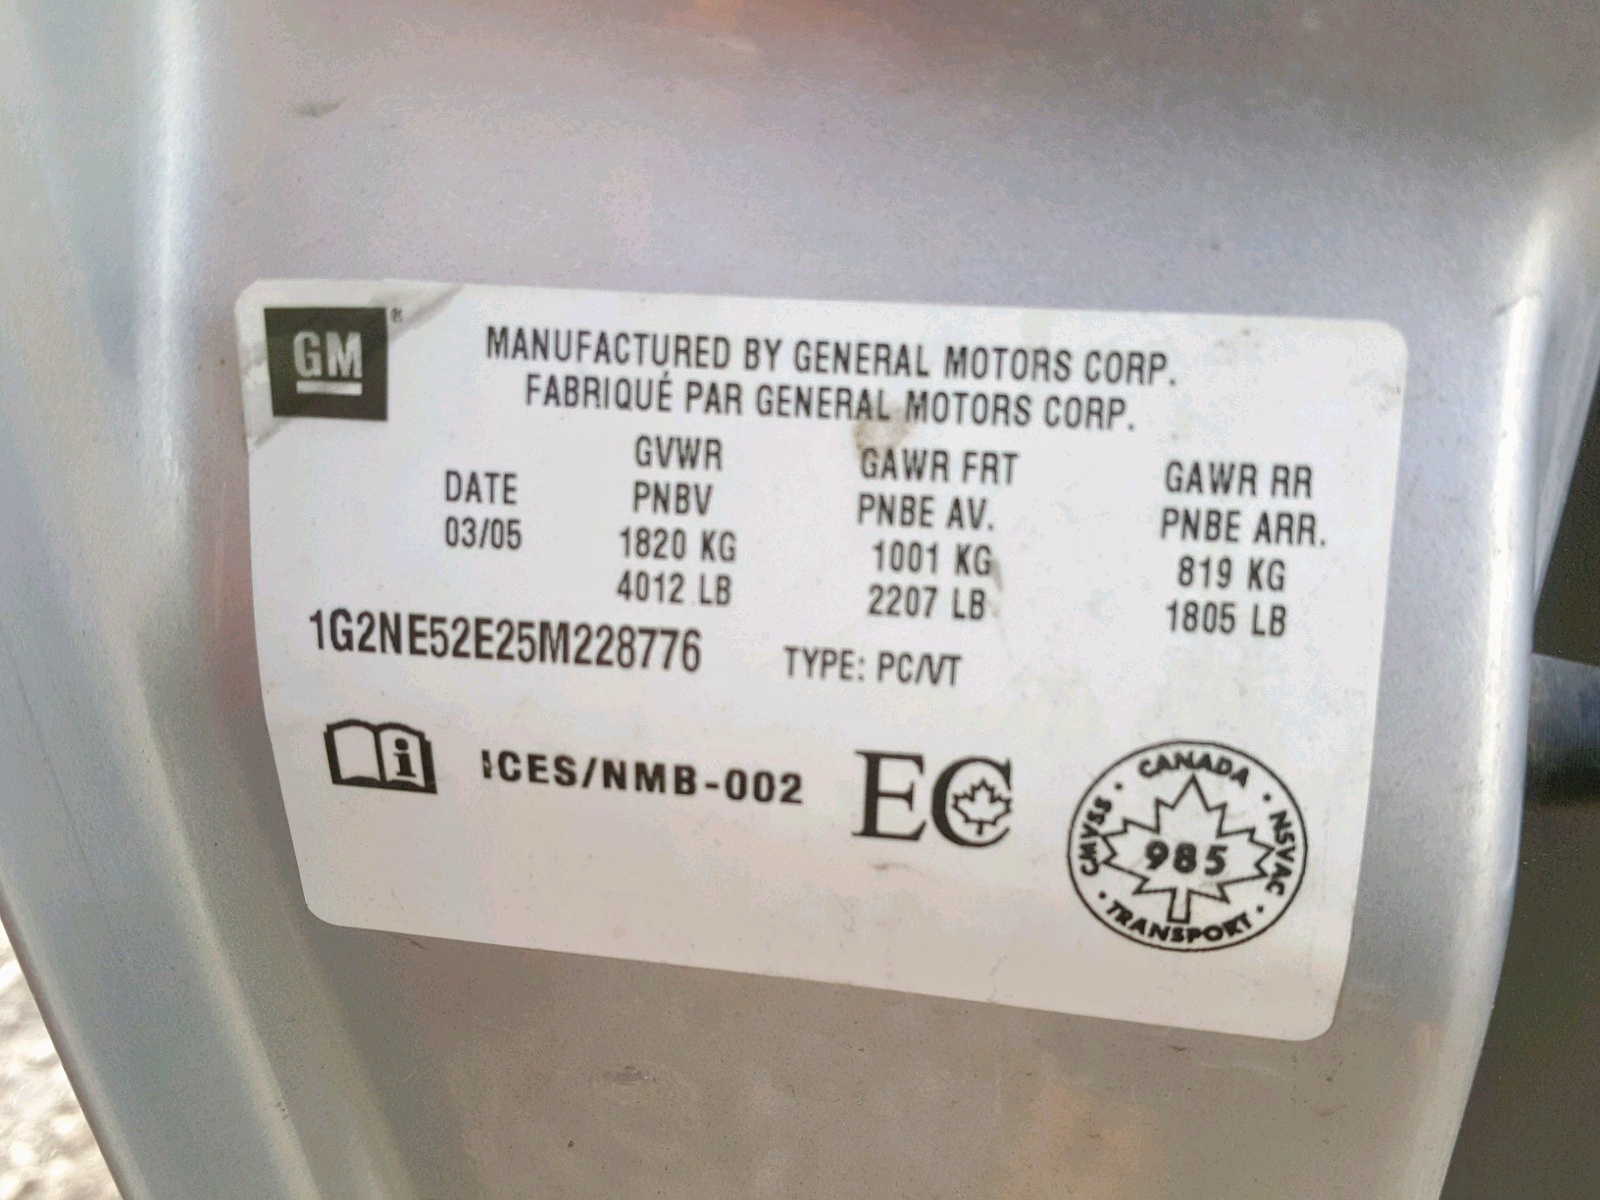 GM®
MANUFACTURED BY GENERAL MOTORS CORP.
FABRIQUÉ PAR GENERAL MOTORS CORP.
DATE
03/05
GVWR
PNBV
1820 KG
4012 LB
GAWR FRT
PNBE AV.
1001 KG
2207 LB
GAWR RR
PNBE ARR.
819 KG
1805 LB
1G2NE52E25M228776
TYPE: PC/VT
i
ICES/NMB-002
EC
CANADA · NSVAC · TRANSPORT · CMVSS ·
985